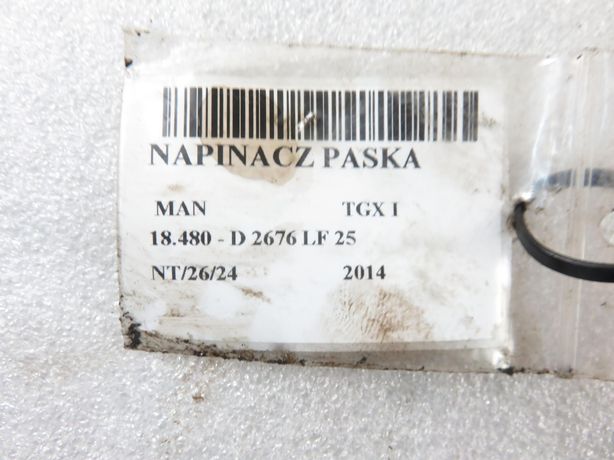 NAPINACZ PASKA
MAN TGX I
18.480 - D 2676 LF 25
NT/26/24 2014